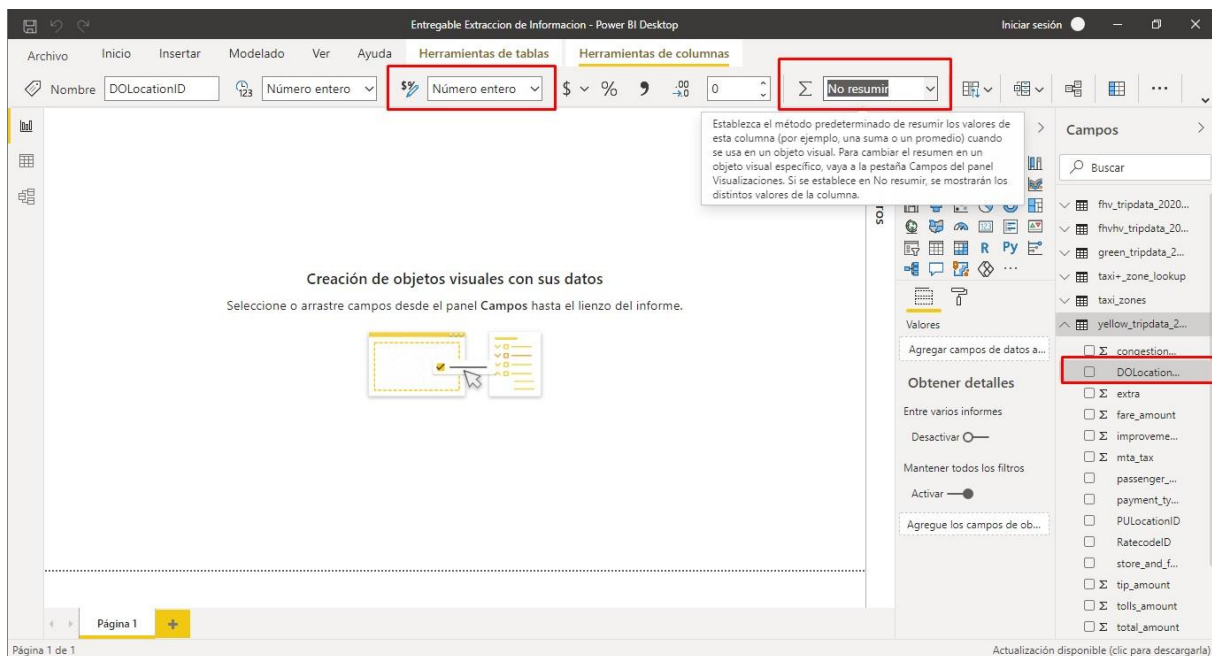 Entregable Extraccion de Informacion - Power BI Desktop
Iniciar sesión
Archivo Inicio Insertar Modelado Ver Ayuda Herramientas de tablas Herramientas de columnas
Nombre DOLocationID Número entero Número entero $ % 0 No resumir
Establezca el método predeterminado de resumir los valores de
esta columna (por ejemplo, una suma o un promedio) cuando
se usa en un objeto visual. Para cambiar el resumen en un
objeto visual específico, vaya a la pestaña Campos del panel
Visualizaciones. Si se establece en No resumir, se mostrarán los
distintos valores de la columna.
Creación de objetos visuales con sus datos
Seleccione o arrastre campos desde el panel Campos hasta el lienzo del informe.
R Py
...
Valores
Agregar campos de datos a...
Obtener detalles
Entre varios informes
Desactivar
Mantener todos los filtros
Activar
Agregue los campos de ob...
Campos
Buscar
fhv_tripdata_2020...
fhvhv_tripdata_20...
green_tripdata_2...
taxi+_zone_lookup
taxi_zones
yellow_tripdata_2...
Σ congestion...
DOLocation...
Σ extra
Σ fare_amount
Σ improveme...
Σ mta_tax
passenger_...
payment_ty...
PULocationID
RatecodeID
store_and_f...
Σ tip_amount
Σ tolls_amount
Σ total_amount
Página 1 +
Página 1 de 1
Actualización disponible (clic para descargarla)